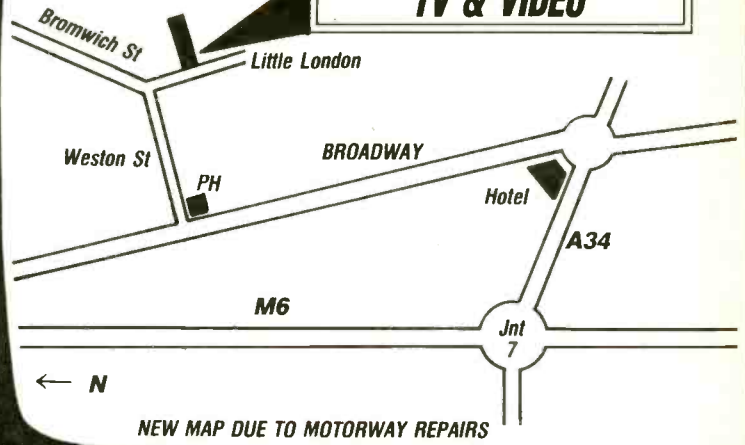 TV & VIDEO
Bromwich St
Little London
Weston St
BROADWAY
PH
Hotel
A34
M6
Jnt
7
← N
NEW MAP DUE TO MOTORWAY REPAIRS